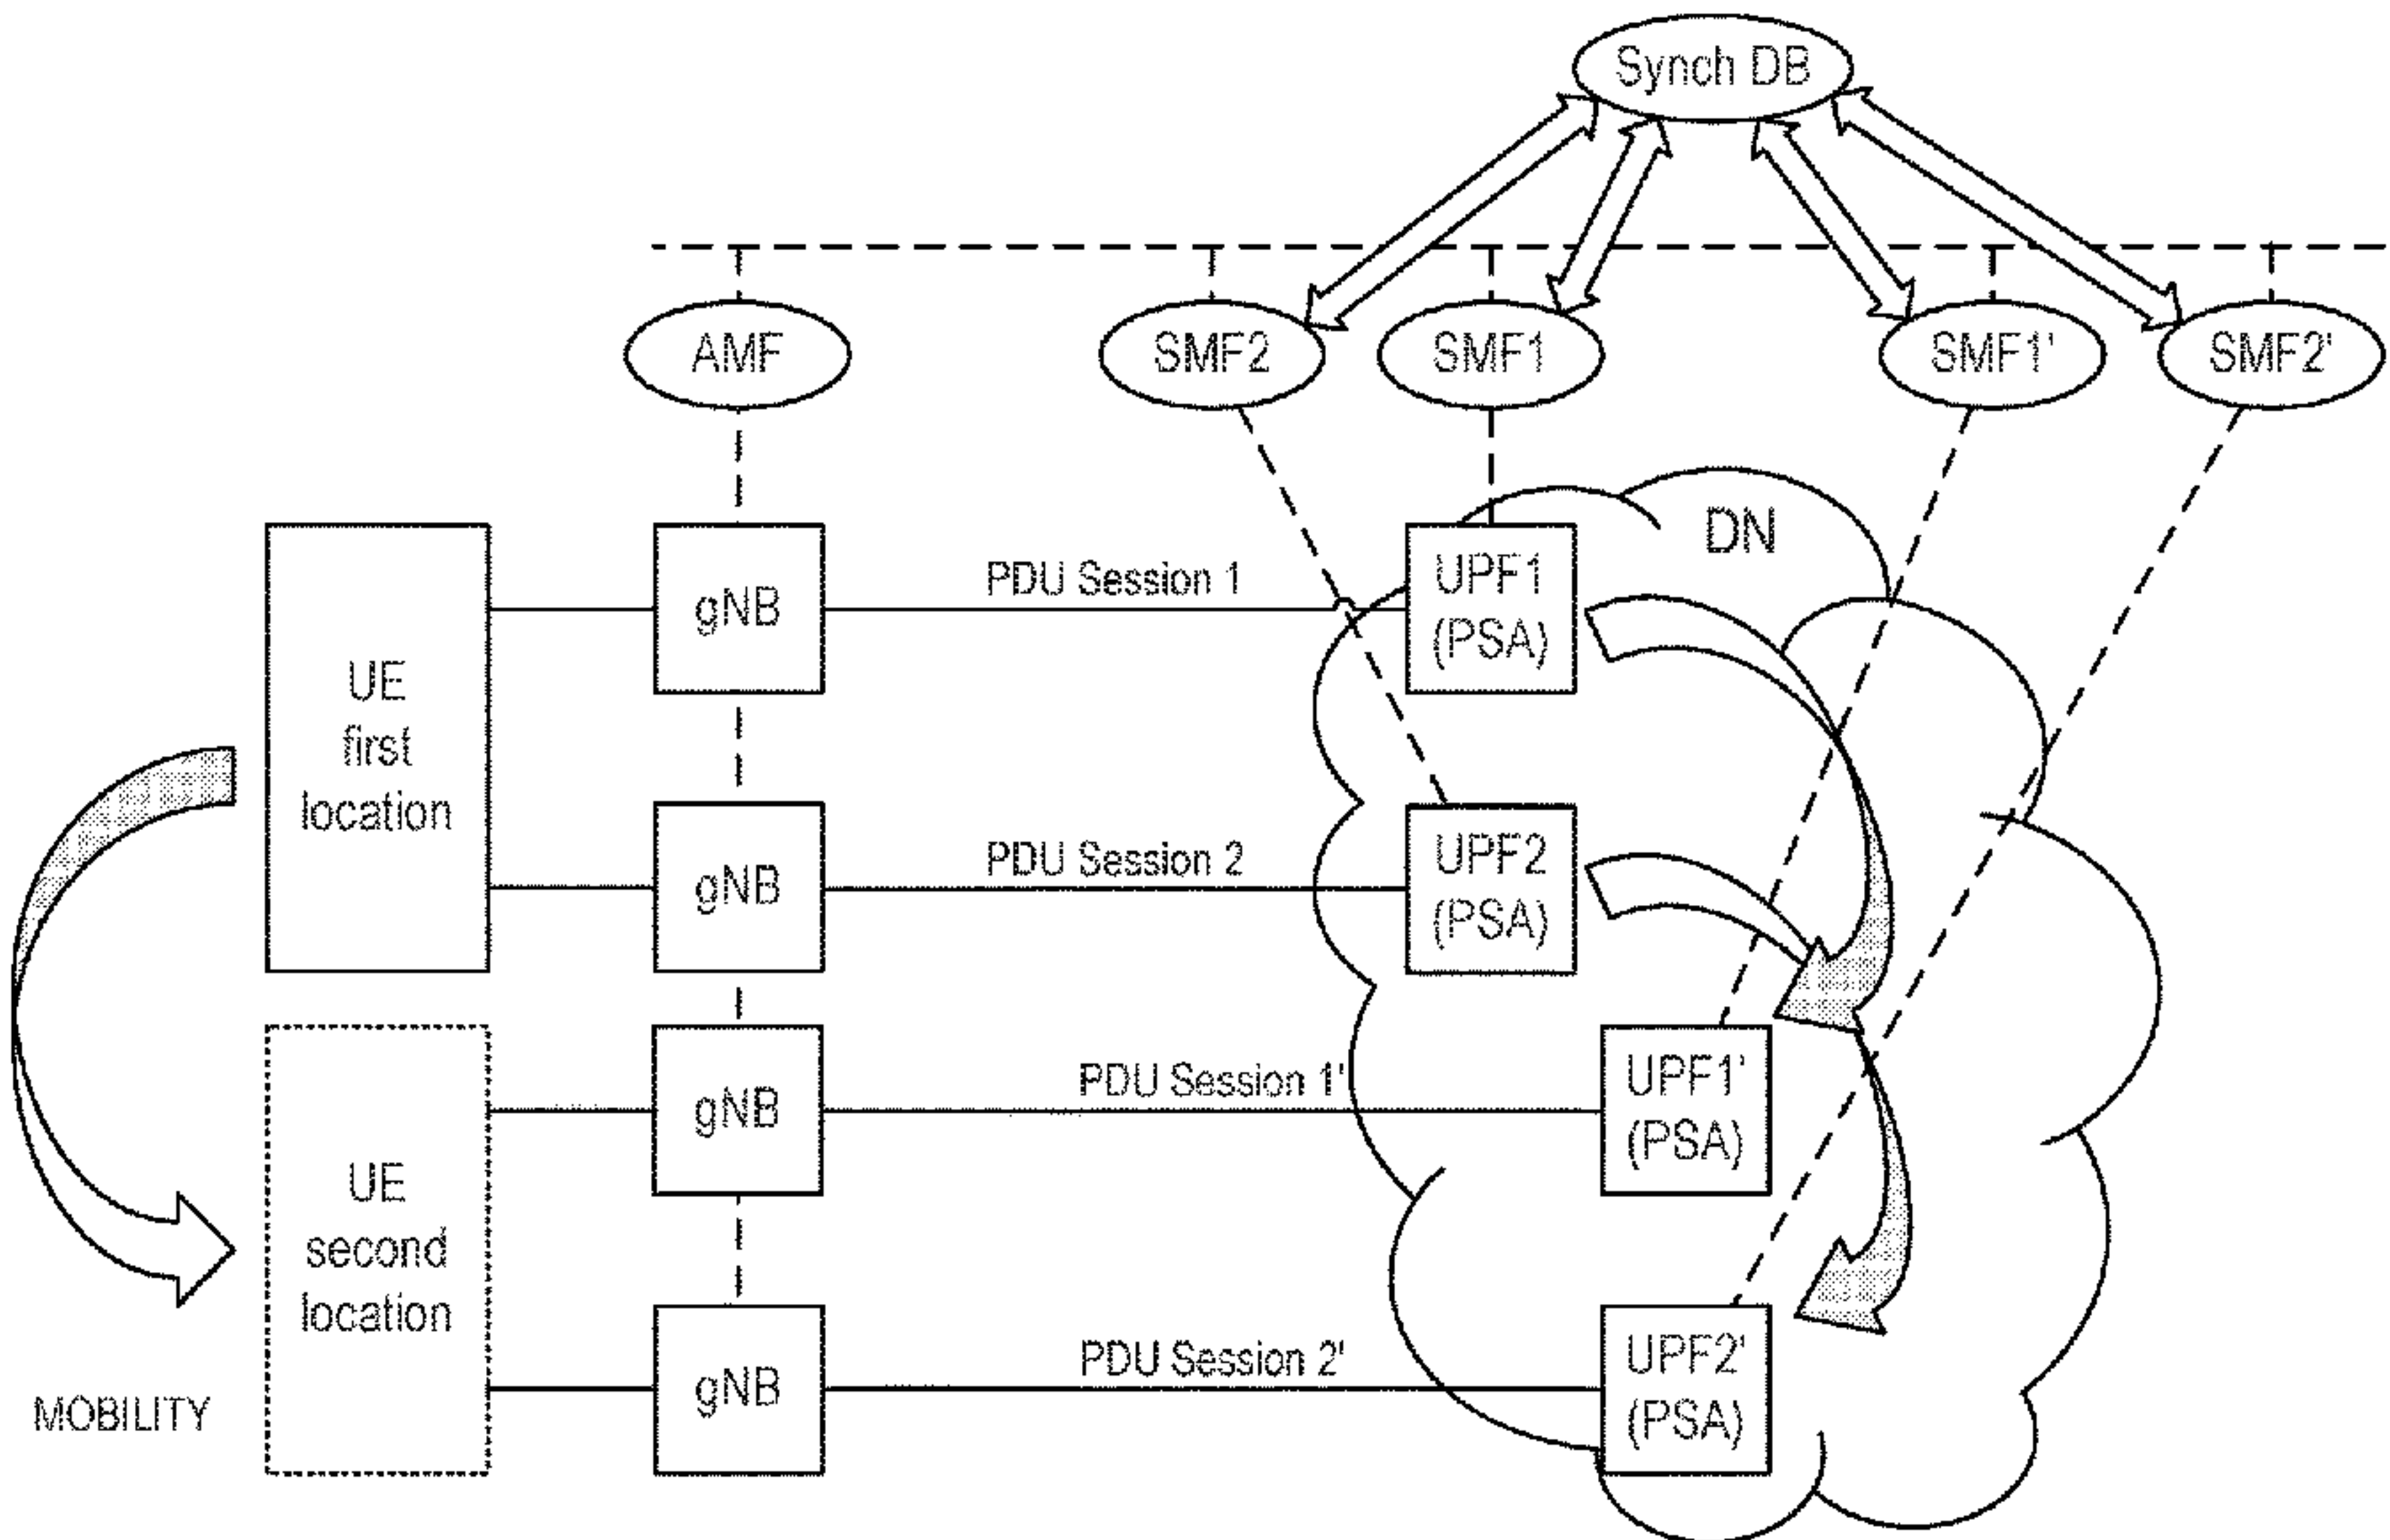 Synch DB
AMF
SMF2
SMF1
SMF1'
SMF2'
DN
UE
first
location
gNB
PDU Session 1
UPF1
(PSA)
gNB
PDU Session 2
UPF2
(PSA)
UE
second
location
gNB
PDU Session 1'
UPF1'
(PSA)
gNB
PDU Session 2'
UPF2'
(PSA)
MOBILITY